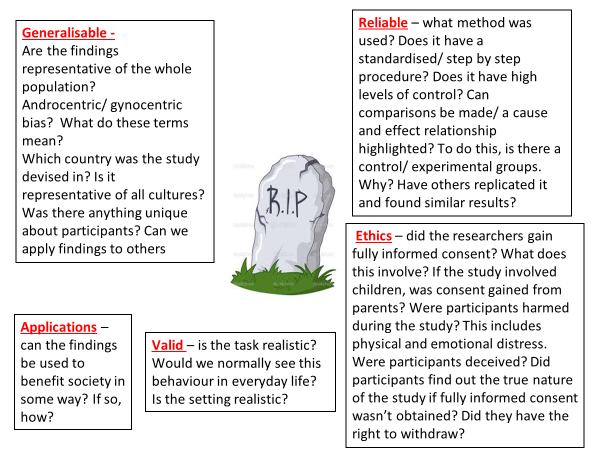 Generalisable -
Are the findings
representative of the whole
population?
Androcentric/ gynocentric
bias?  What do these terms
mean?
Which country was the study
devised in? Is it
representative of all cultures?
Was there anything unique
about participants? Can we
apply findings to others
Reliable – what method was
used? Does it have a
standardised/ step by step
procedure? Does it have high
levels of control? Can
comparisons be made/ a cause
and effect relationship
highlighted? To do this, is there a
control/ experimental groups.
Why? Have others replicated it
and found similar results?
R.I.P
Ethics – did the researchers gain
fully informed consent? What does
this involve? If the study involved
children, was consent gained from
parents? Were participants harmed
during the study? This includes
physical and emotional distress.
Were participants deceived? Did
participants find out the true nature
of the study if fully informed consent
wasn’t obtained? Did they have the
right to withdraw?
Applications –
can the findings
be used to
benefit society in
some way? If so,
how?
Valid – is the task realistic?
Would we normally see this
behaviour in everyday life?
Is the setting realistic?